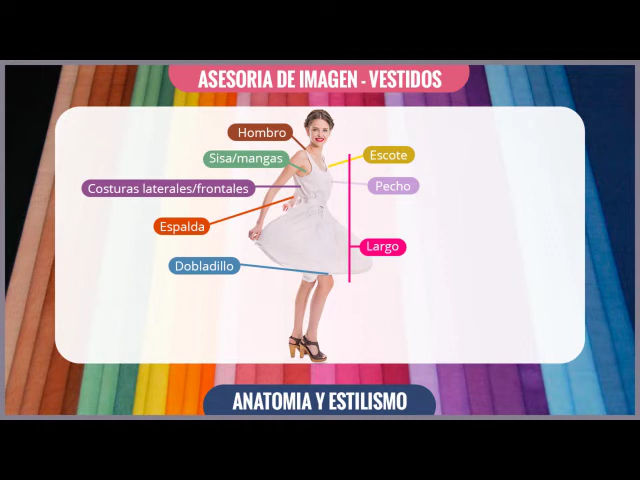 ASESORIA DE IMAGEN - VESTIDOS
Hombro
Escote
Sisa/mangas
Pecho
Costuras laterales/frontales
Espalda
Largo
Dobladillo
ANATOMIA Y ESTILISMO